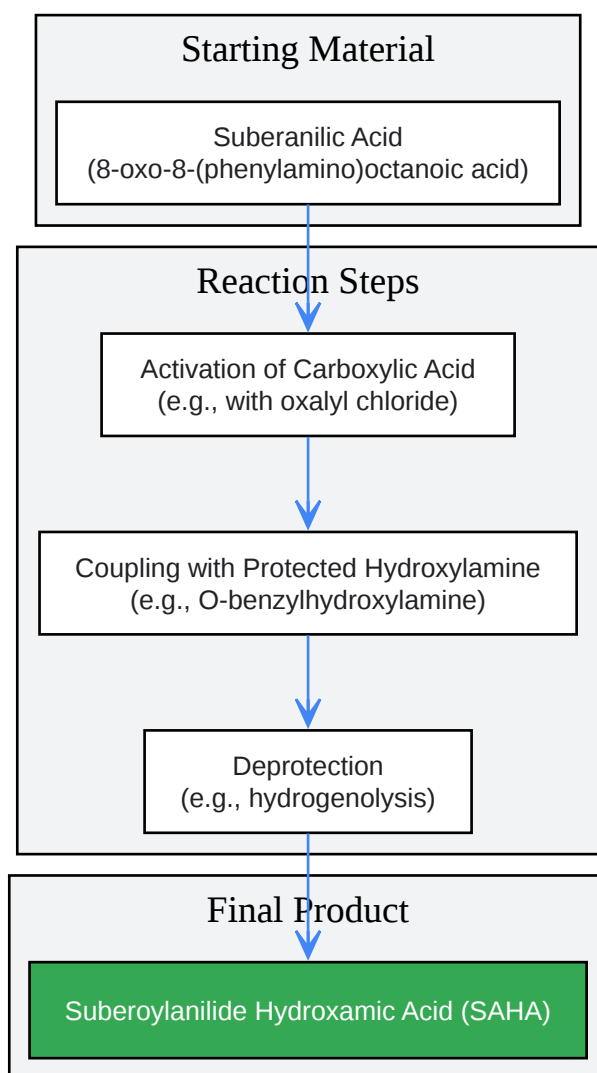 Starting Material
Suberanilic Acid
(8-oxo-8-(phenylamino)octanoic acid)
Reaction Steps
Activation of Carboxylic Acid
(e.g., with oxalyl chloride)
Coupling with Protected Hydroxylamine
(e.g., O-benzylhydroxylamine)
Deprotection
(e.g., hydrogenolysis)
Final Product
Suberoylanilide Hydroxamic Acid (SAHA)